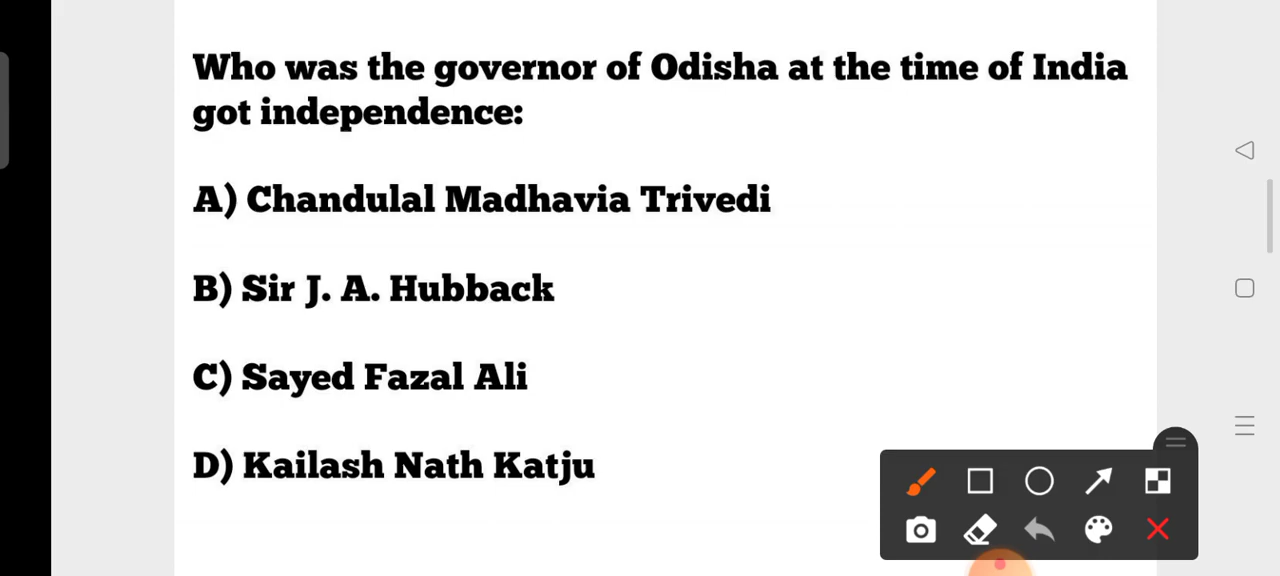 Who was the governor of Odisha at the time of India
got independence:
A) Chandulal Madhavia Trivedi
B) Sir J. A. Hubback
C) Sayed Fazal Ali
D) Kailash Nath Katju